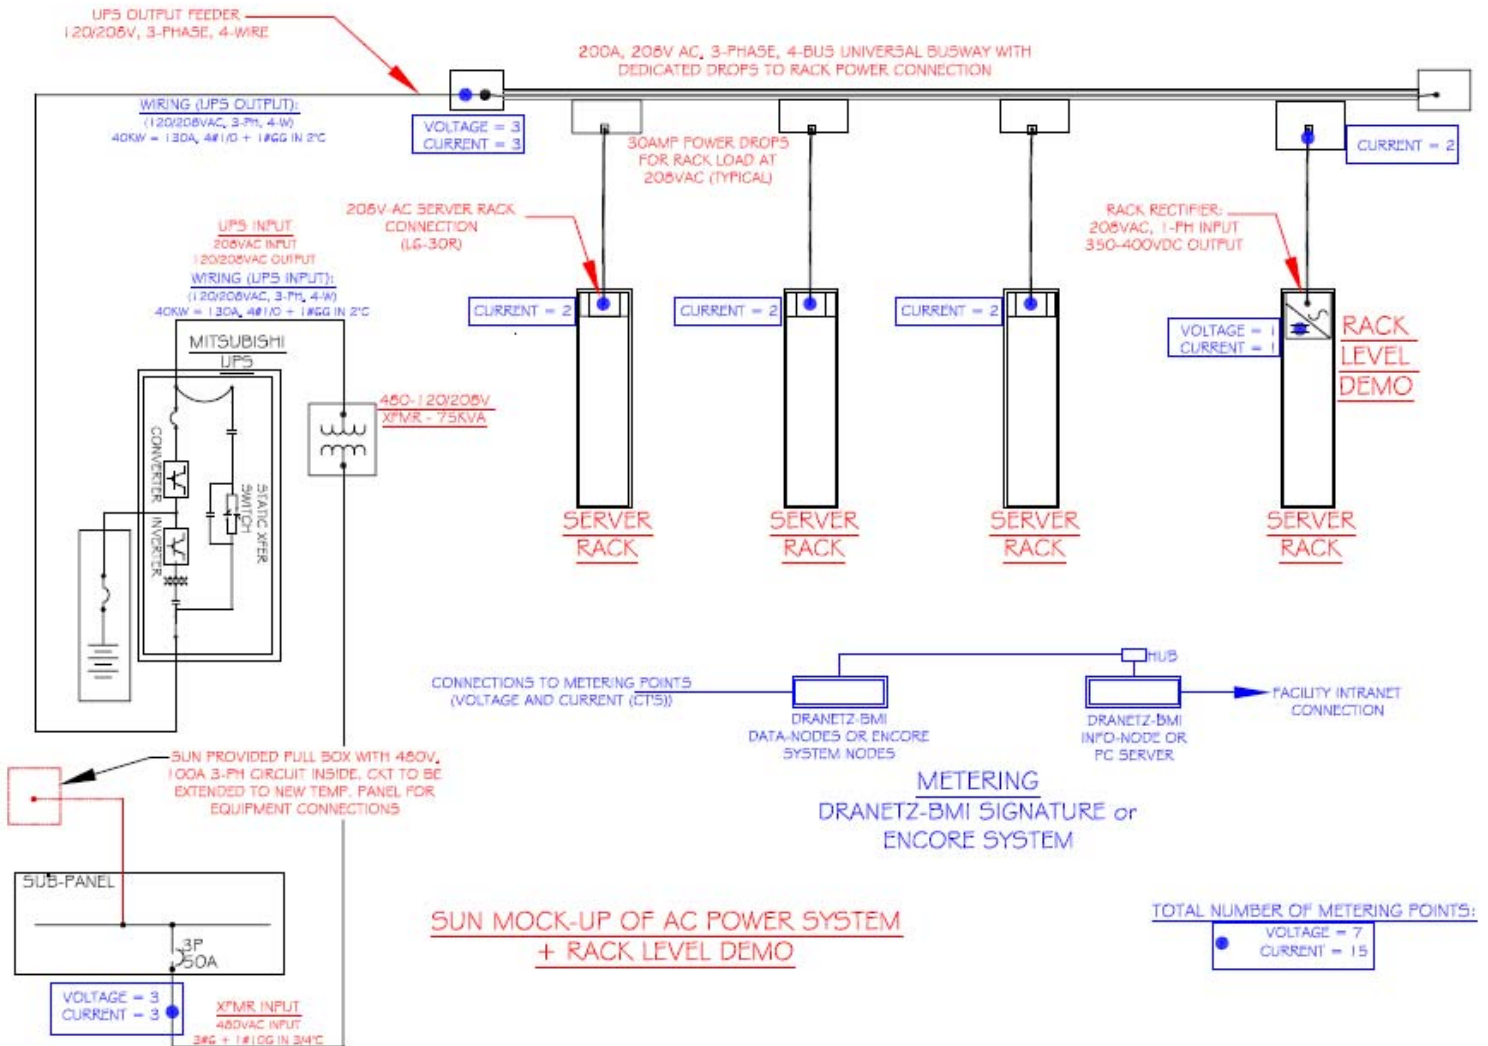 UPS OUTPUT FEEDER
120/208V, 3-PHASE, 4-WIRE
200A, 208V AC, 3-PHASE, 4-BUS UNIVERSAL BUSWAY WITH
DEDICATED DROPS TO RACK POWER CONNECTION
WIRING (UPS OUTPUT):
(120/208VAC, 3-PH, 4-W)
40KW = 130A, 4#1/0 + 1#6G IN 2"C
VOLTAGE = 3
CURRENT = 3
30AMP POWER DROPS
FOR RACK LOAD AT
208VAC (TYPICAL)
CURRENT = 2
208V-AC SERVER RACK
CONNECTION
(L6-30R)
RACK RECTIFIER:
208VAC, 1-PH INPUT
350-400VDC OUTPUT
UPS INPUT
208VAC INPUT
120/208VAC OUTPUT
WIRING (UPS INPUT):
(120/208VAC, 3-PH, 4-W)
40KW = 130A, 4#1/0 + 1#6G IN 2"C
CURRENT = 2
CURRENT = 2
CURRENT = 2
VOLTAGE = 1
CURRENT = 1
RACK
LEVEL
DEMO
MITSUBISHI
UPS
480-120/208V
XFMR - 75KVA
CONVERTER
INVERTER
STATIC XFER
SWITCH
SERVER
RACK
SERVER
RACK
SERVER
RACK
SERVER
RACK
HUB
CONNECTIONS TO METERING POINTS
(VOLTAGE AND CURRENT (CT'S))
DRANETZ-BMI
DATA-NODES OR ENCORE
SYSTEM NODES
DRANETZ-BMI
INFO-NODE OR
PC SERVER
FACILITY INTRANET
CONNECTION
METERING
DRANETZ-BMI SIGNATURE or
ENCORE SYSTEM
SUN PROVIDED PULL BOX WITH 480V,
100A 3-PH CIRCUIT INSIDE. CKT TO BE
EXTENDED TO NEW TEMP. PANEL FOR
EQUIPMENT CONNECTIONS
SUB-PANEL
3P
50A
VOLTAGE = 3
CURRENT = 3
XFMR INPUT
480VAC INPUT
3#6 + 1#10G IN 3/4"C
SUN MOCK-UP OF AC POWER SYSTEM
+ RACK LEVEL DEMO
TOTAL NUMBER OF METERING POINTS:
VOLTAGE = 7
CURRENT = 15